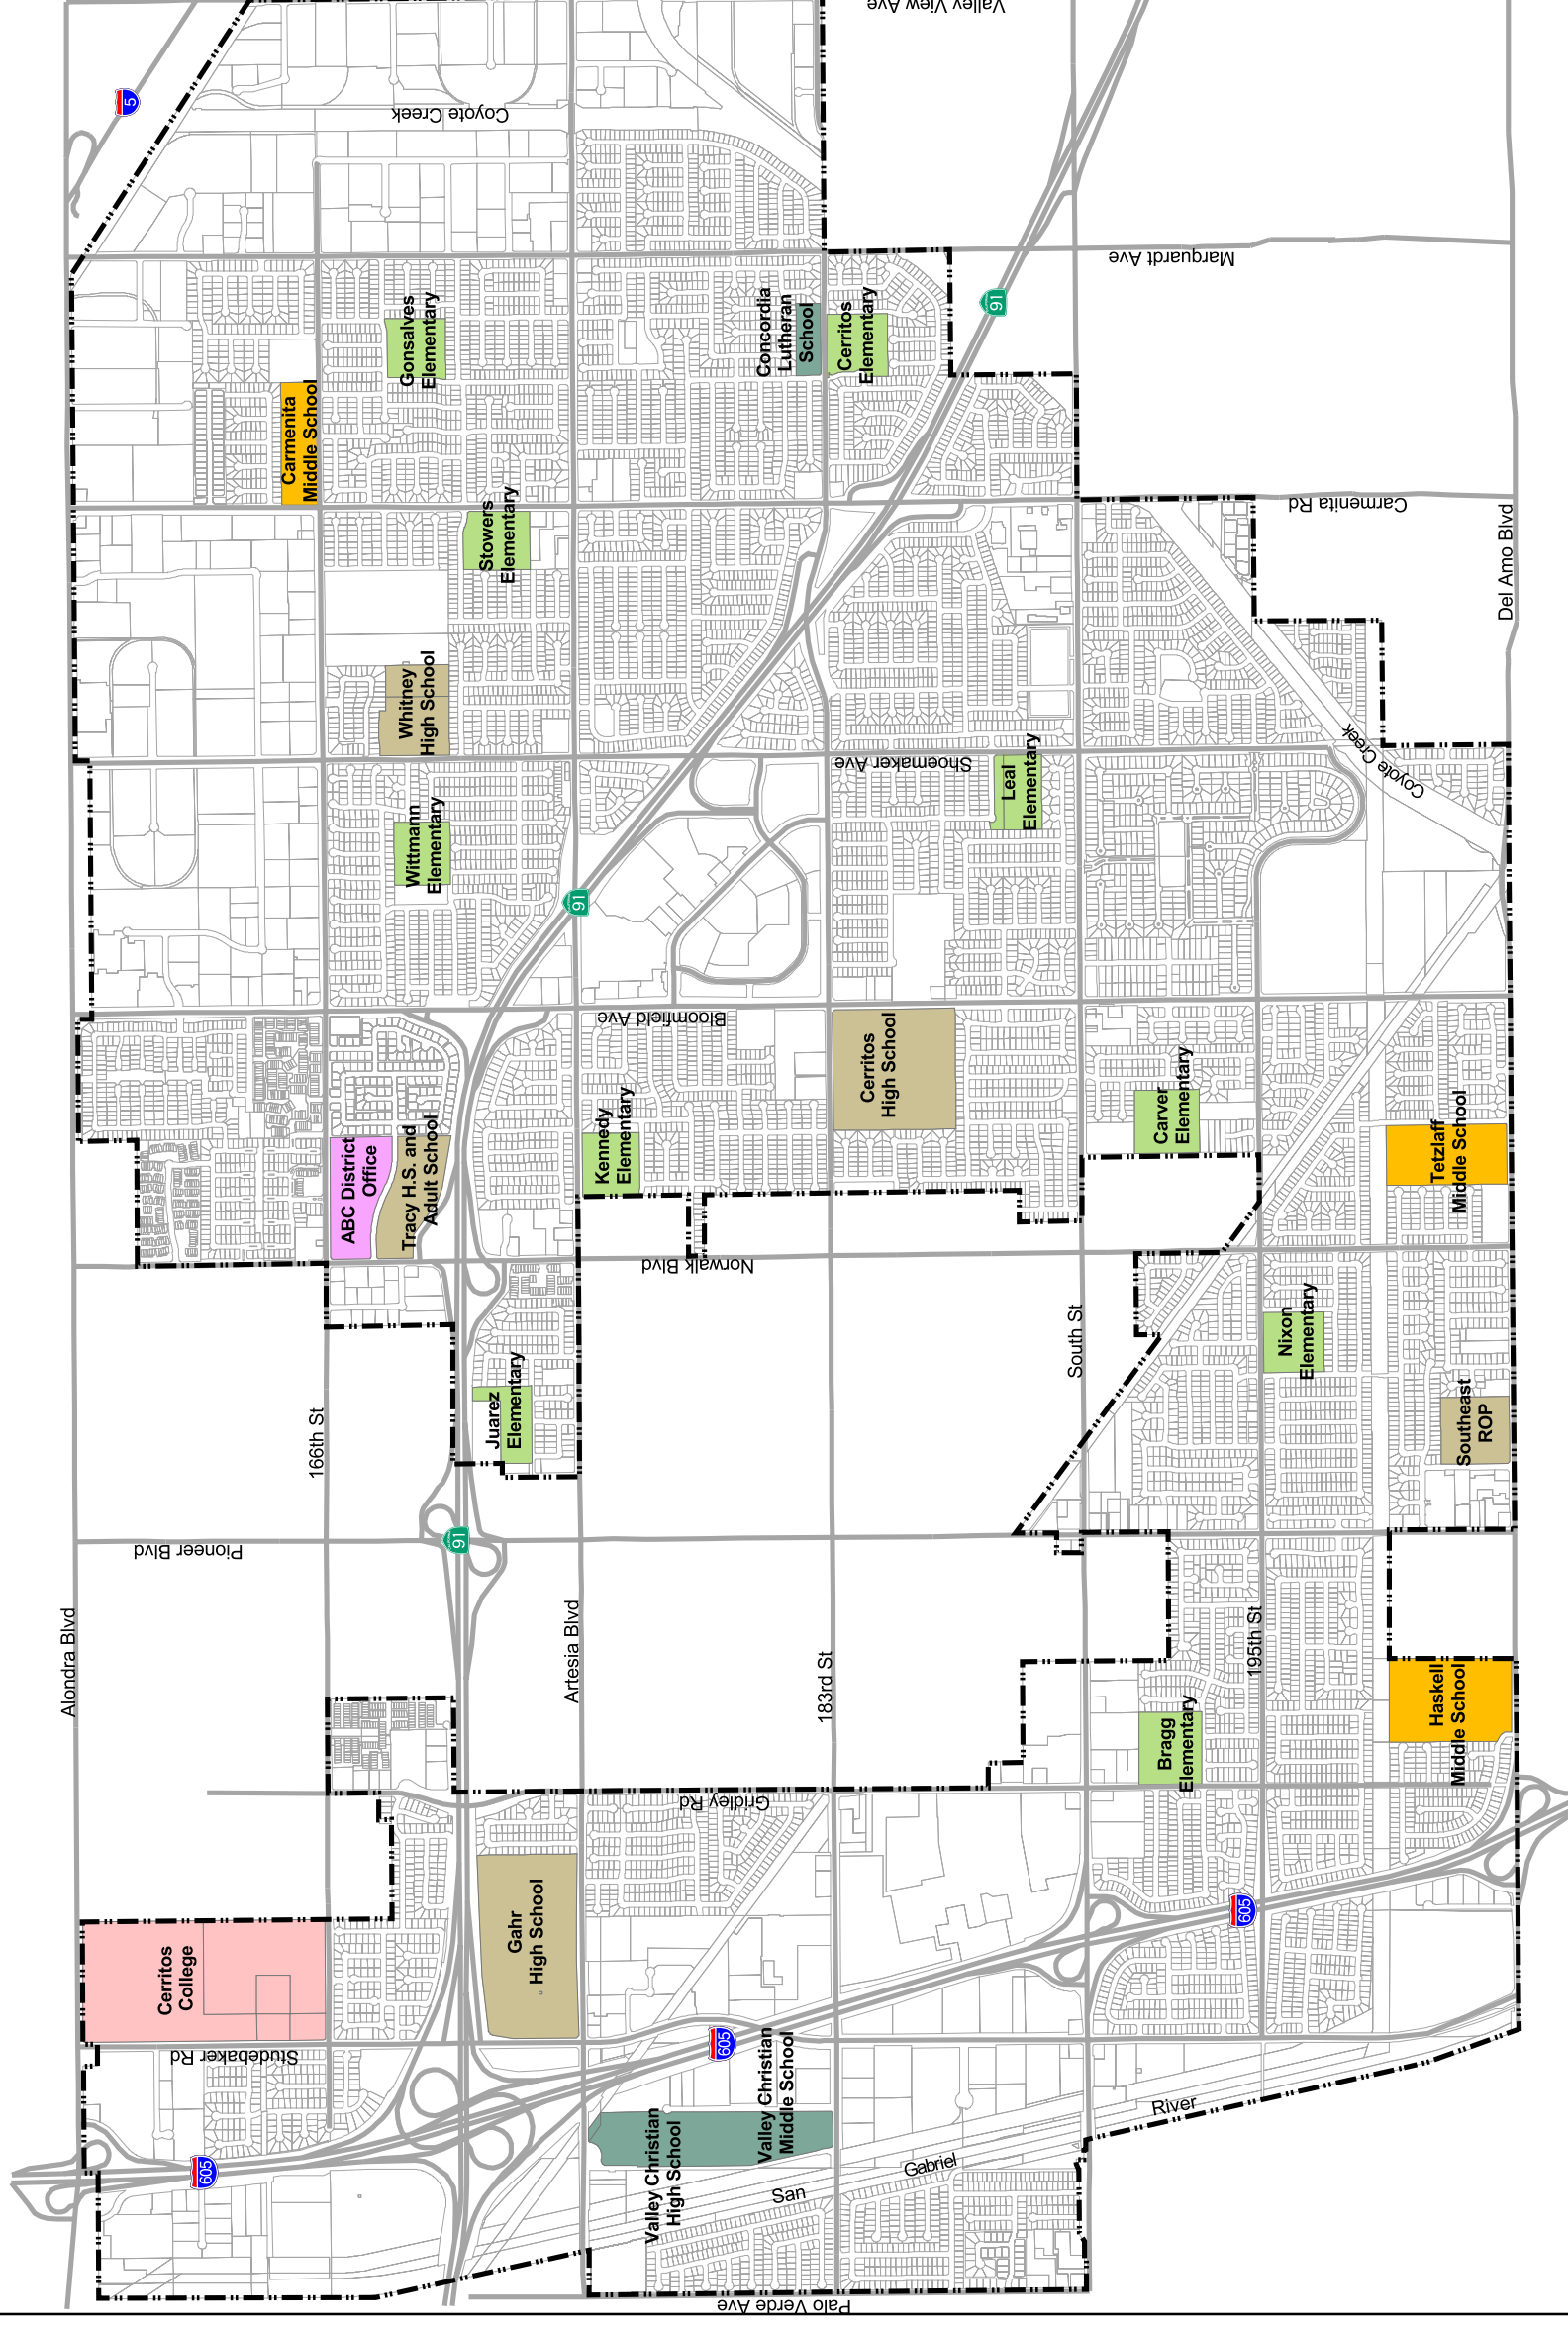 Valley View Ave
5
Coyote Creek
Marquardt Ave
91
Gonsalves
Elementary
Concordia
Lutheran
School
Cerritos
Elementary
Carmenita
Middle School
Carmenita Rd
Del Amo Blvd
Stowers
Elementary
Whitney
High School
Shoemaker Ave
Coyote Creek
Leal
Elementary
Wittmann
Elementary
91
Bloomfield Ave
Cerritos
High School
Kennedy
Elementary
Carver
Elementary
Tetzlaff
Middle School
ABC District
Office
Tracy H.S. and
Adult School
Norwalk Blvd
South St
Nixon
Elementary
Juarez
Elementary
Southeast
ROP
166th St
91
Pioneer Blvd
Alondra Blvd
Artesia Blvd
183rd St
195th St
Bragg
Elementary
Haskell
Middle School
Gridley Rd
Gahr
High School
605
Cerritos
College
Studebaker Rd
605
Valley Christian
Middle School
Valley Christian
High School
605
San
Gabriel
River
Palo Verde Ave